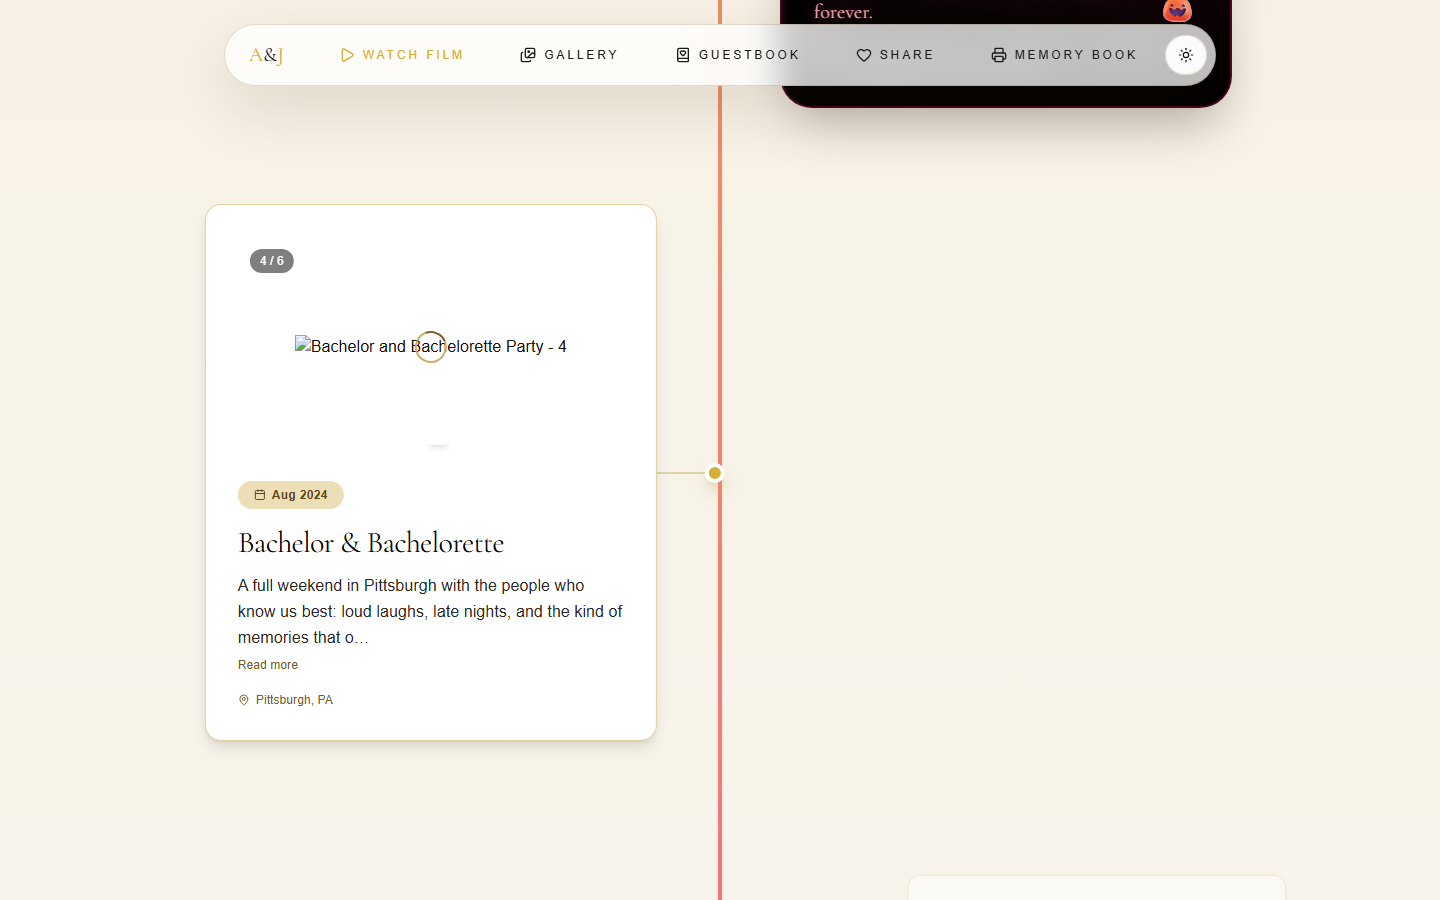 forever.
A&J
WATCH FILM
GALLERY
GUESTBOOK
SHARE
MEMORY BOOK
4 / 6
Bachelor and Bachelorette Party - 4
Aug 2024
Bachelor & Bachelorette
A full weekend in Pittsburgh with the people who
know us best: loud laughs, late nights, and the kind of
memories that o…
Read more
Pittsburgh, PA